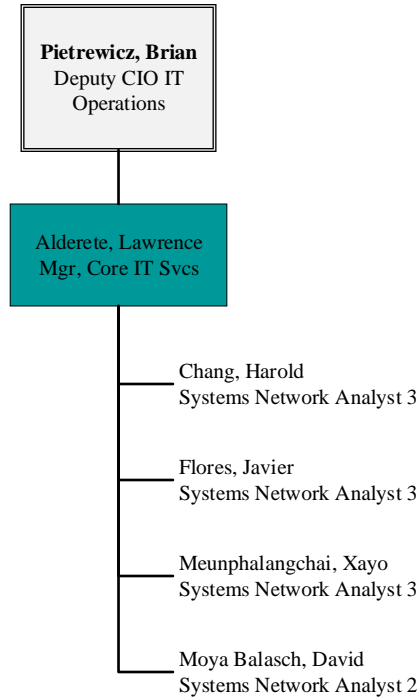 Pietrewicz, Brian
Deputy CIO IT
Operations
Alderete, Lawrence
Mgr, Core IT Svcs
Chang, Harold
Systems Network Analyst 3
Flores, Javier
Systems Network Analyst 3
Meunphalangchai, Xayo
Systems Network Analyst 3
Moya Balasch, David
Systems Network Analyst 2